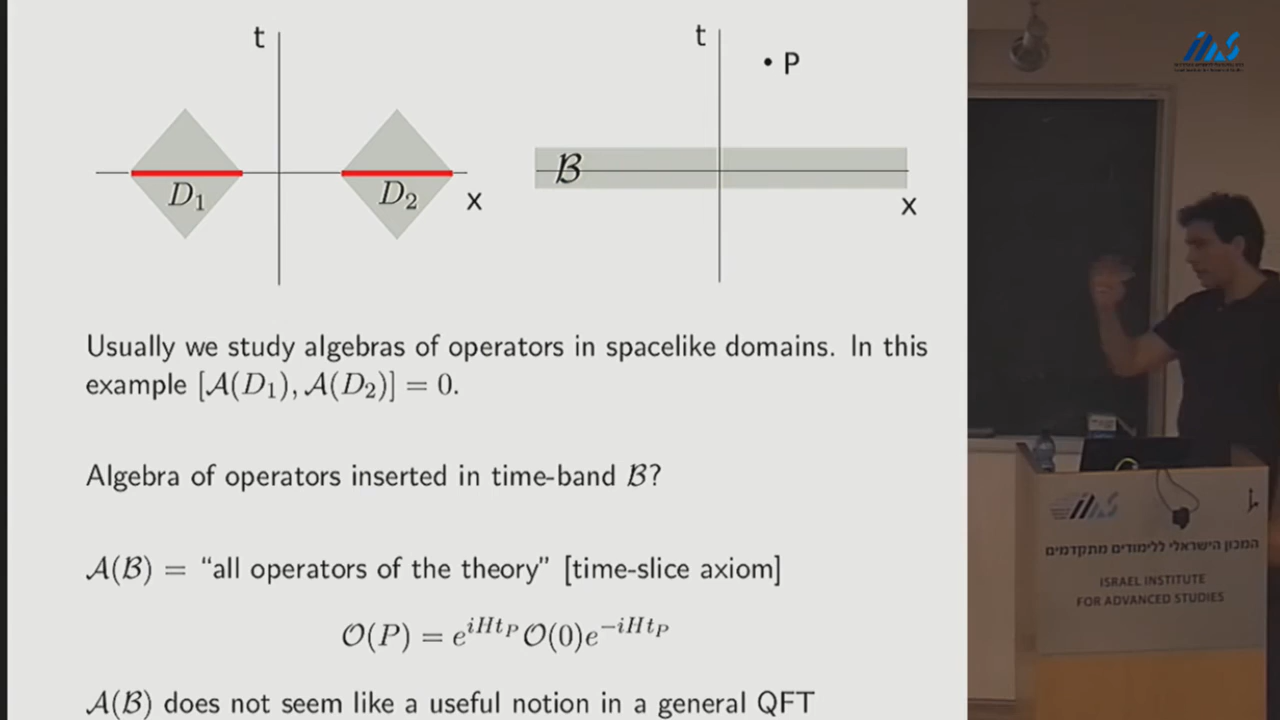 t
D₁
x
t
• P
ℬ
x
Usually we study algebras of operators in spacelike domains. In this
example [𝒜(D₁), 𝒜(D₂)] = 0.
D₂
Algebra of operators inserted in time-band ℬ?
𝒜(ℬ) = “all operators of the theory” [time-slice axiom]
𝒪(P) = e^{iHt_P} 𝒪(0)e^{−iHt_P}
𝒜(ℬ) does not seem like a useful notion in a general QFT
המכון הישראלי ללימודים מתקדמים
ISRAEL INSTITUTE
FOR ADVANCED STUDIES